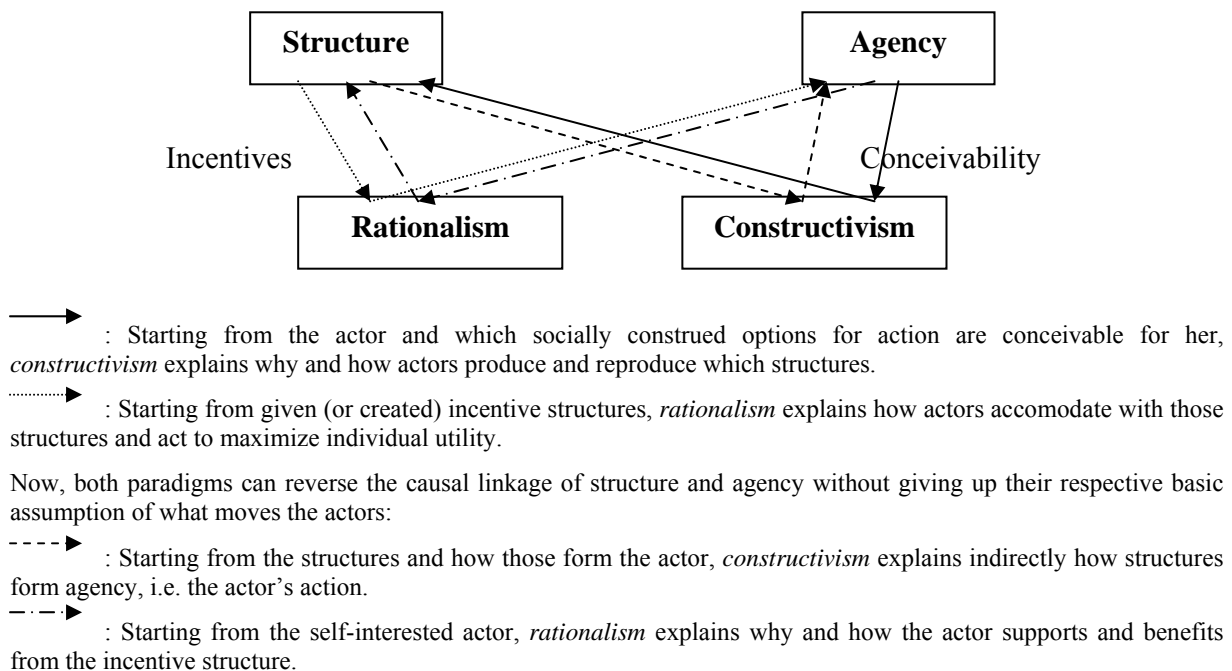 Structure Agency
Incentives Conceivability
Rationalism Constructivism
: Starting from the actor and which socially construed options for action are conceivable for her,
constructivism explains why and how actors produce and reproduce which structures.
: Starting from given (or created) incentive structures, rationalism explains how actors accomodate with those
structures and act to maximize individual utility.
Now, both paradigms can reverse the causal linkage of structure and agency without giving up their respective basic
assumption of what moves the actors:
: Starting from the structures and how those form the actor, constructivism explains indirectly how structures
form agency, i.e. the actor’s action.
: Starting from the self-interested actor, rationalism explains why and how the actor supports and benefits
from the incentive structure.